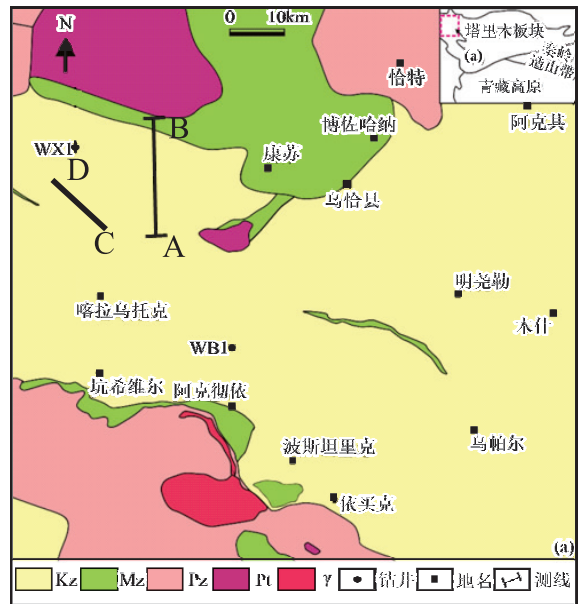 N
0 10km
塔里木板块
(a)
秦岭
造山带
青藏高原
恰特
阿克其
博佐哈纳
B
WX1
D
康苏
乌恰县
C
A
明尧勒
喀拉乌托克
木什
WB1
坑希维尔
阿克彻依
乌帕尔
波斯坦里克
依买克
(a)
Kz Mz Pz Pt γ 钻井 地名 测线